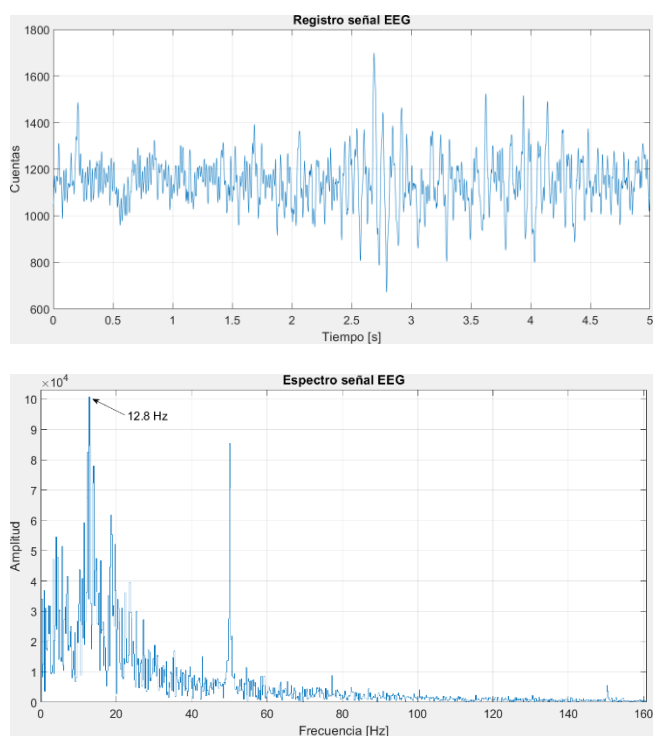 Registro señal EEG
1800
1600
1400
1200
1000
800
600
Cuentas
0 0.5 1 1.5 2 2.5 3 3.5 4 4.5 5
Tiempo [s]
Espectro señal EEG
×10⁴
10
9
8
7
6
5
4
3
2
1
0
12.8 Hz
Amplitud
0 20 40 60 80 100 120 140 160
Frecuencia [Hz]